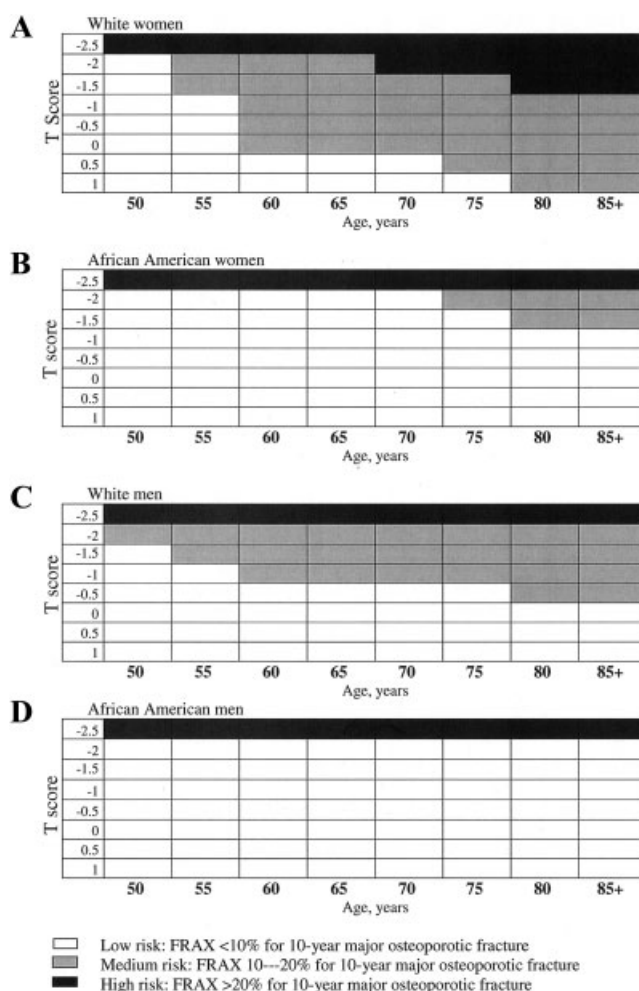 A
White women
T Score
-2.5
-2
-1.5
-1
-0.5
0
0.5
1
50 55 60 65 70 75 80 85+
Age, years
B
African American women
T score
-2.5
-2
-1.5
-1
-0.5
0
0.5
1
50 55 60 65 70 75 80 85+
Age, years
C
White men
T score
-2.5
-2
-1.5
-1
-0.5
0
0.5
1
50 55 60 65 70 75 80 85+
Age, years
D
African American men
T score
-2.5
-2
-1.5
-1
-0.5
0
0.5
1
50 55 60 65 70 75 80 85+
Age, years
Low risk: FRAX <10% for 10-year major osteoporotic fracture
Medium risk: FRAX 10---20% for 10-year major osteoporotic fracture
High risk: FRAX >20% for 10-year major osteoporotic fracture